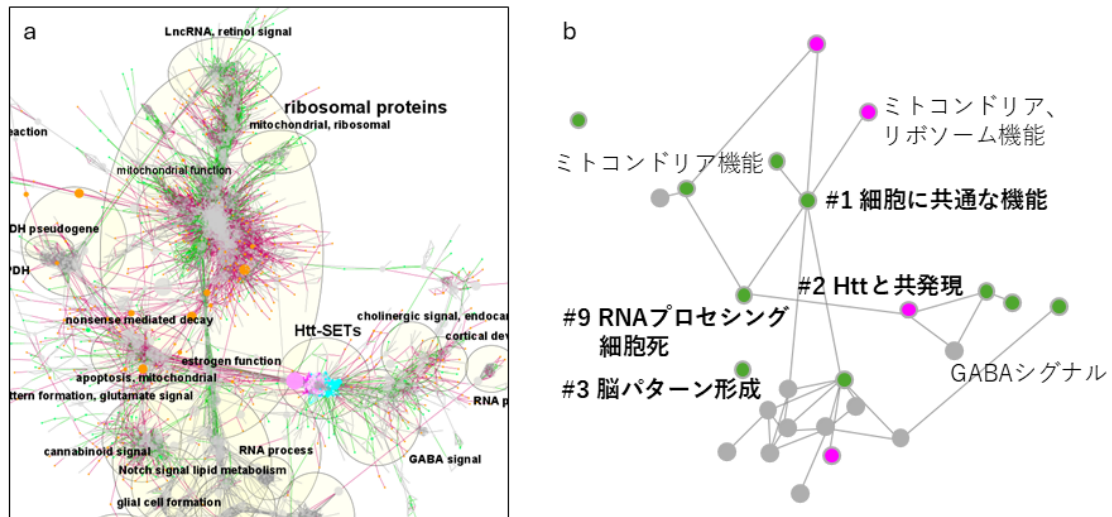 a
LncRNA, retinol signal
ribosomal proteins
mitochondrial, ribosomal
eaction
mitochondrial function
DH pseudogene
PDH
nonsense mediated decay
Htt-SETs
cholinergic signal, endocan
cortical dev
estrogen function
apoptosis, mitochondrial
ttern formation, glutamate signal
RNA p
cannabinoid signal
RNA process
GABA signal
Notch signal lipid metabolism
glial cell formation
b
ミトコンドリア、
リボソーム機能
ミトコンドリア機能
#1 細胞に共通な機能
#2 Httと共発現
#9 RNAプロセシング
細胞死
#3 脳パターン形成
GABAシグナル